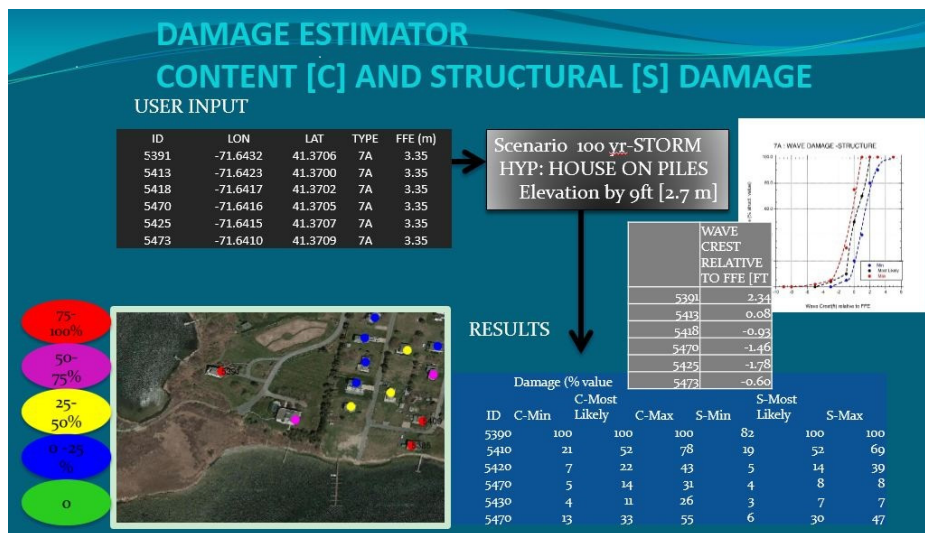 DAMAGE ESTIMATOR
CONTENT [C] AND STRUCTURAL [S] DAMAGE
USER INPUT
ID LON LAT TYPE FFE (m)
5391 -71.6432 41.3706 7A 3.35
5413 -71.6423 41.3700 7A 3.35
5418 -71.6417 41.3702 7A 3.35
5470 -71.6416 41.3705 7A 3.35
5425 -71.6415 41.3707 7A 3.35
5473 -71.6410 41.3709 7A 3.35
Scenario 100 yr-STORM
HYP: HOUSE ON PILES
Elevation by 9ft [2.7 m]
7A : WAVE DAMAGE -STRUCTURE
Min
Most Likely
Max
Wave Crest(ft) relative to FFE
WAVE
CREST
RELATIVE
TO FFE [FT
5391 2.34
5413 0.08
5418 -0.93
5470 -1.46
5425 -1.78
5473 -0.60
75-
100%
50-
75%
25-
50%
0 -25
%
0
RESULTS
Damage (% value
ID C-Min C-Most Likely C-Max S-Min S-Most Likely S-Max
5390 100 100 100 82 100 100
5410 21 52 78 19 52 69
5420 7 22 43 5 14 39
5470 5 14 31 4 8 8
5430 4 11 26 3 7 7
5470 13 33 55 6 30 47